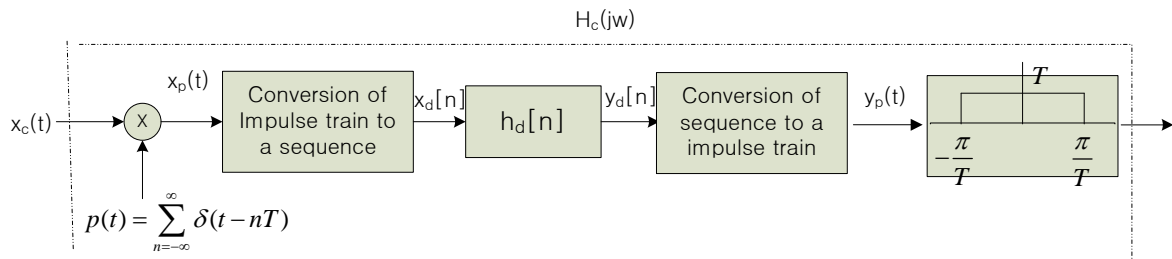 H_c(jw)
x_c(t)
X
p(t) = ∑_{n=-∞}^{∞} δ(t - nT)
x_p(t)
Conversion of
Impulse train to
a sequence
x_d[n]
h_d[n]
y_d[n]
Conversion of
sequence to a
impulse train
y_p(t)
T
-π/T
π/T